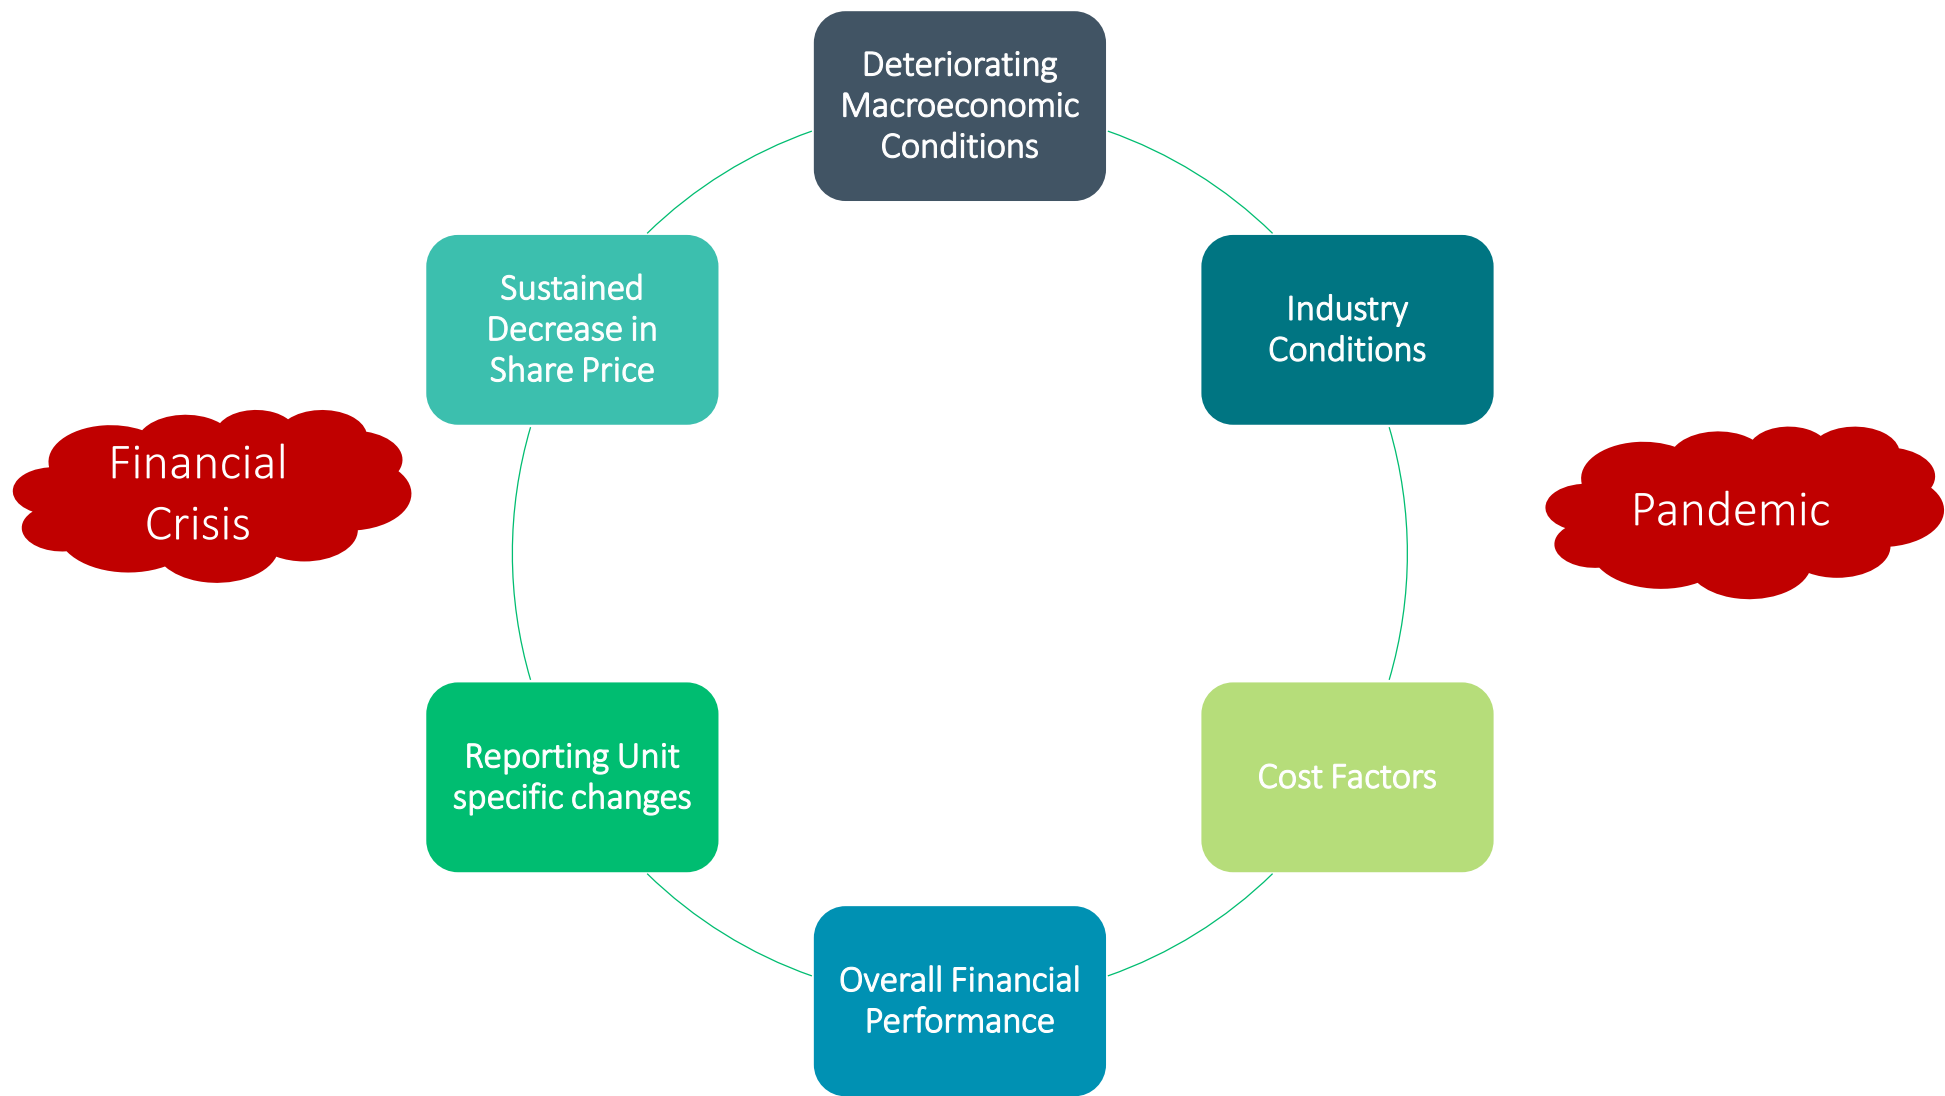 Deteriorating
Macroeconomic
Conditions
Sustained
Decrease in
Share Price
Industry
Conditions
Financial
Crisis
Pandemic
Reporting Unit
specific changes
Cost Factors
Overall Financial
Performance